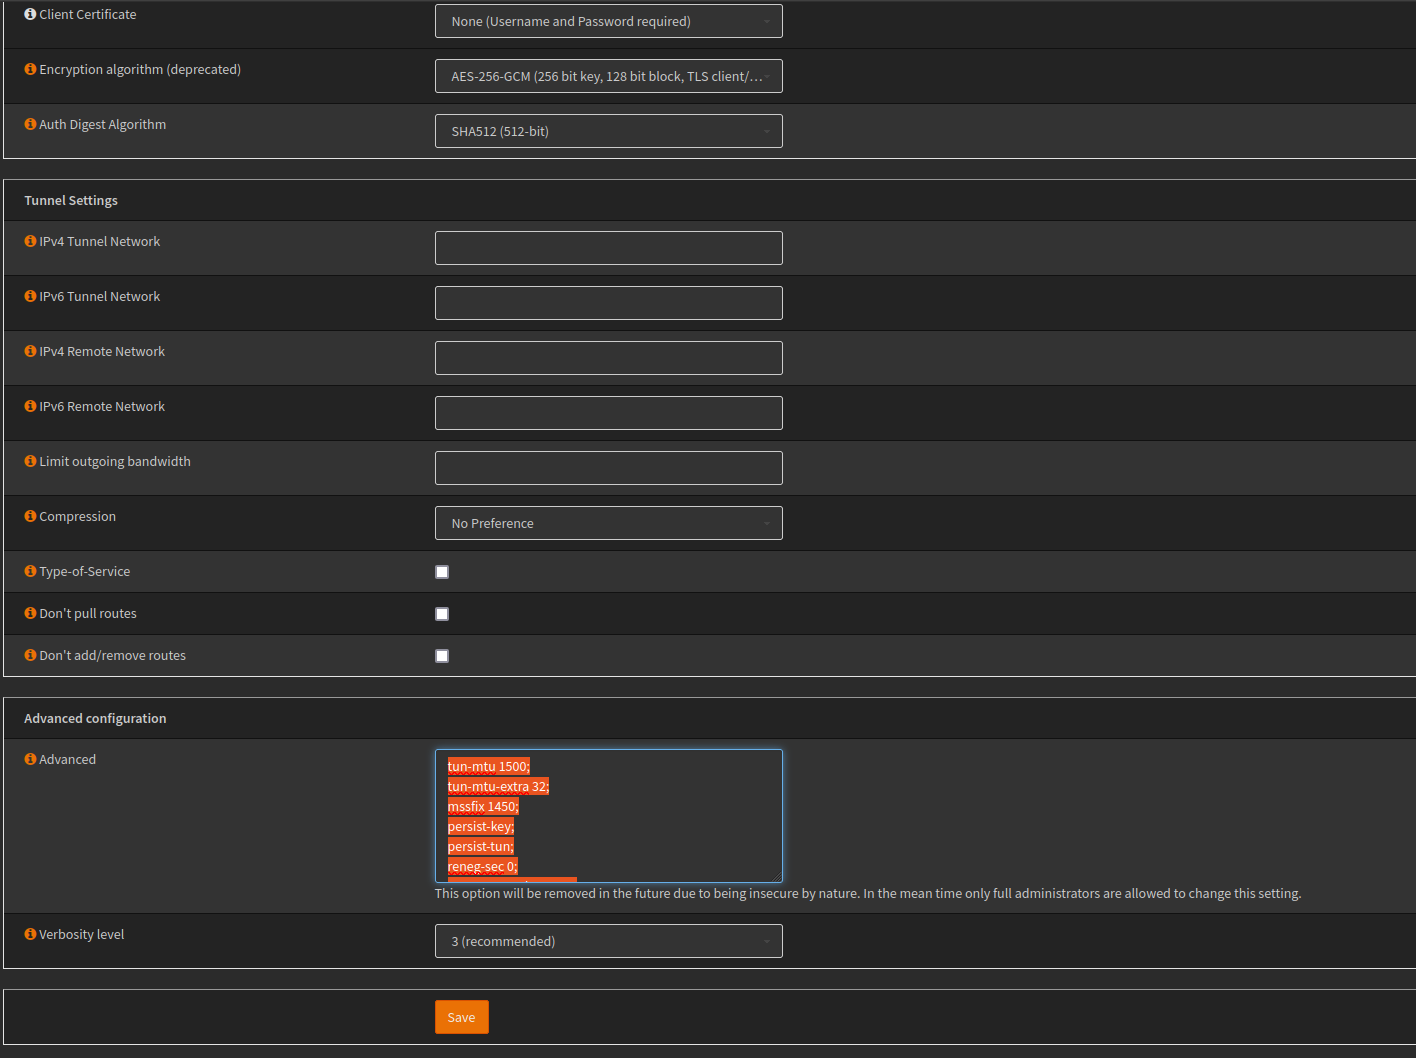 Client Certificate
None (Username and Password required)
Encryption algorithm (deprecated)
AES-256-GCM (256 bit key, 128 bit block, TLS client/...
Auth Digest Algorithm
SHA512 (512-bit)
Tunnel Settings
IPv4 Tunnel Network
IPv6 Tunnel Network
IPv4 Remote Network
IPv6 Remote Network
Limit outgoing bandwidth
Compression
No Preference
Type-of-Service
Don't pull routes
Don't add/remove routes
Advanced configuration
Advanced
tun-mtu 1500;
tun-mtu-extra 32;
mssfix 1450;
persist-key;
persist-tun;
reneg-sec 0;
This option will be removed in the future due to being insecure by nature. In the mean time only full administrators are allowed to change this setting.
Verbosity level
3 (recommended)
Save